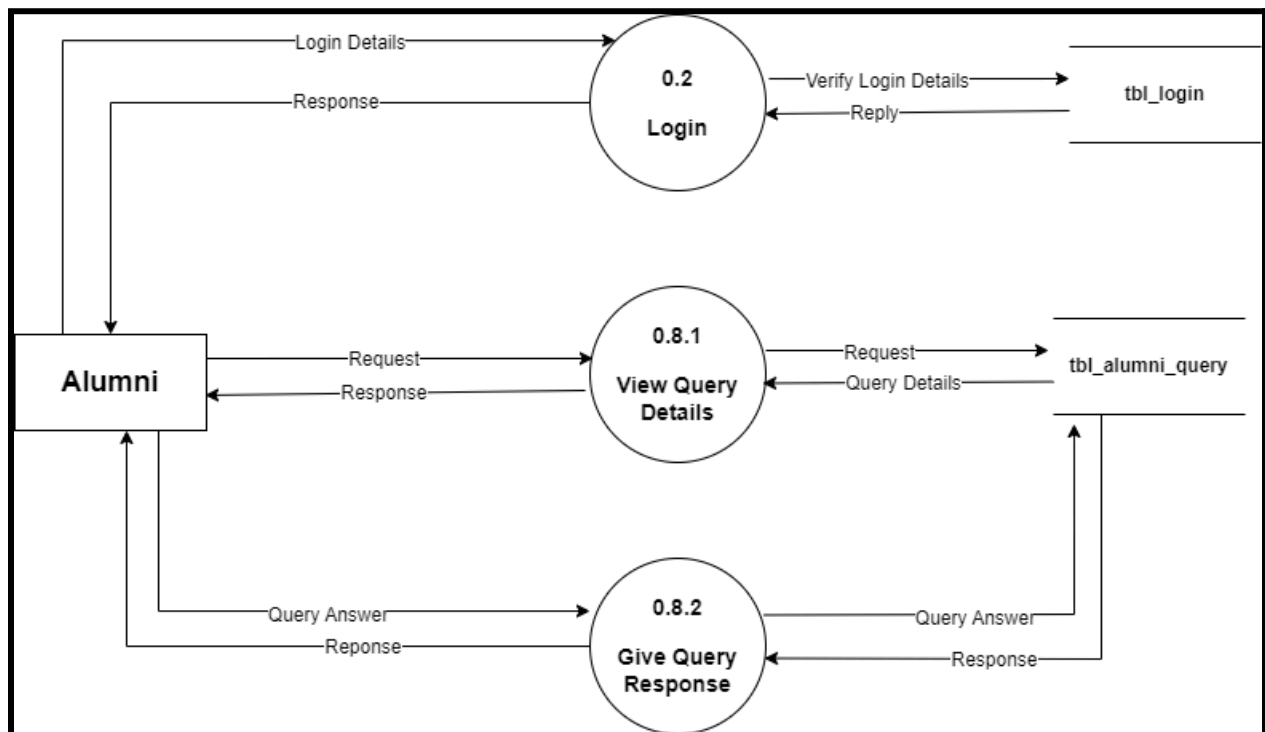 Login Details
0.2
Verify Login Details
tbl_login
Response
Login
Reply
0.8.1
Request
Request
tbl_alumni_query
Alumni
View Query
Details
Response
Query Details
0.8.2
Query Answer
Query Answer
Reponse
Give Query
Response
Response